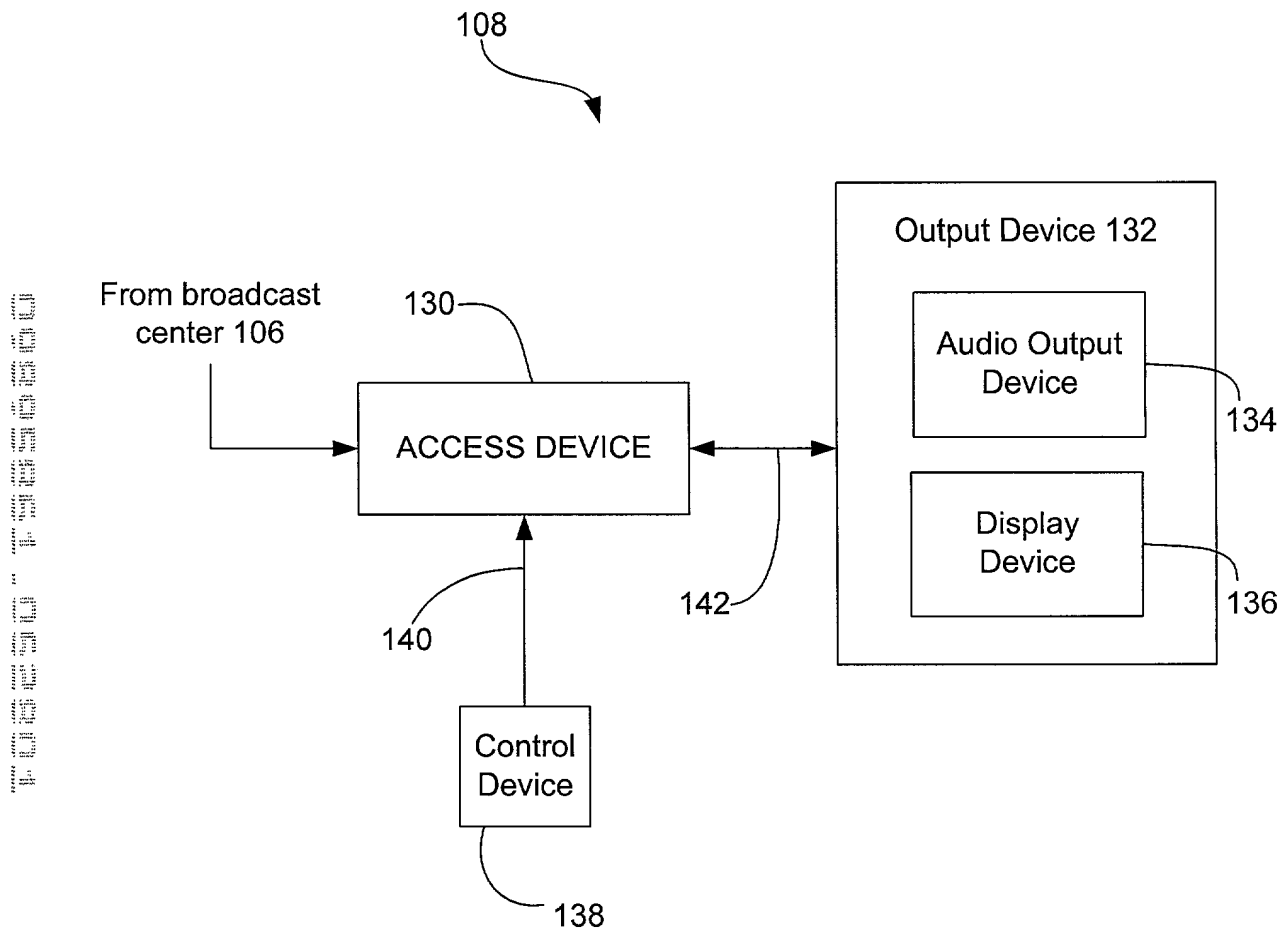 108
Output Device 132
From broadcast
center 106
130
Audio Output
Device
134
ACCESS DEVICE
Display
Device
136
142
140
Control
Device
138